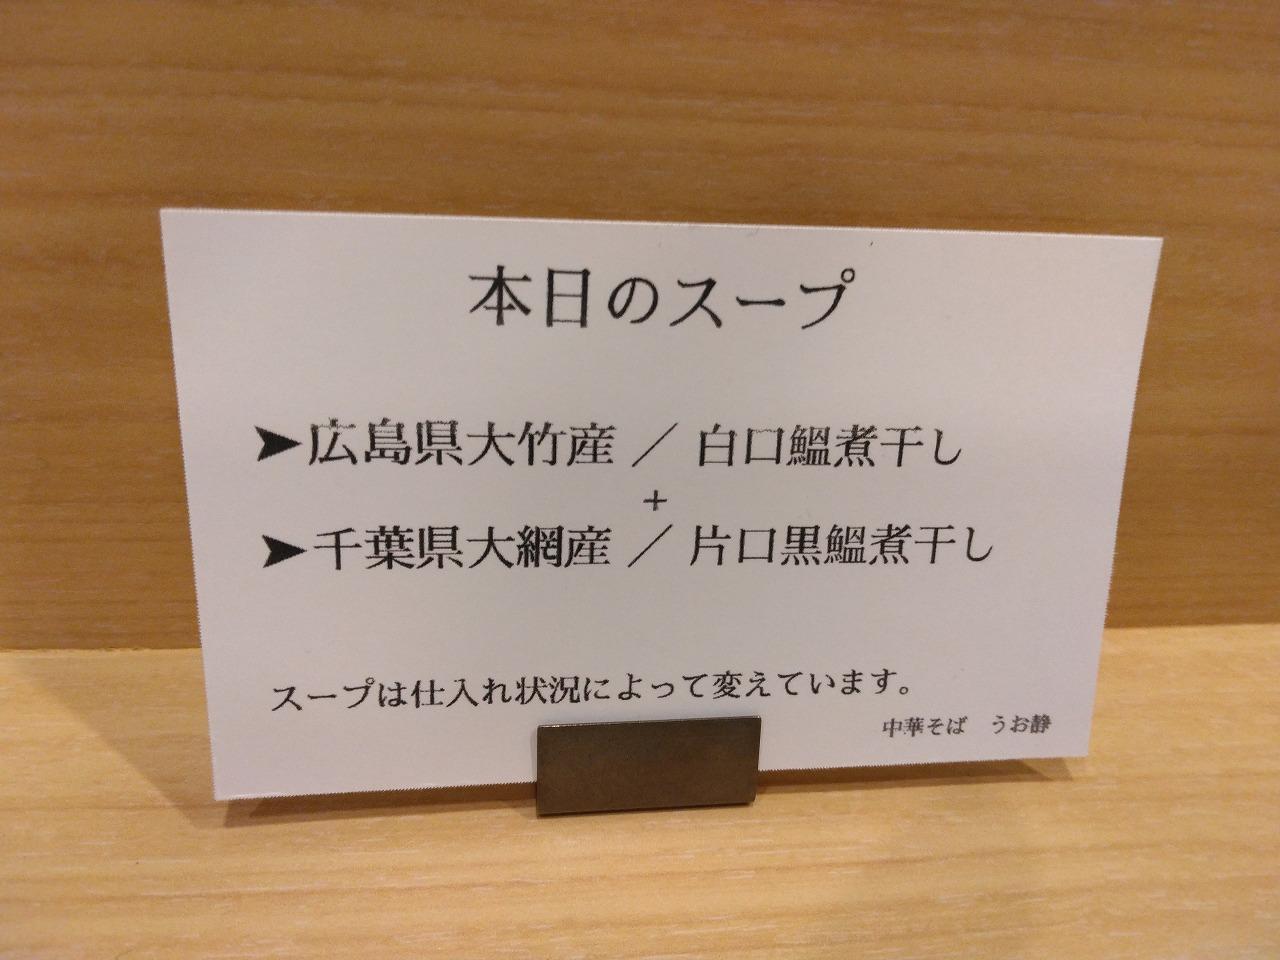 本日のスープ
➤広島県大竹産 ／ 白口鰮煮干し
+
➤千葉県大網産 ／ 片口黒鰮煮干し
スープは仕入れ状況によって変えています。
中華そば　うお静